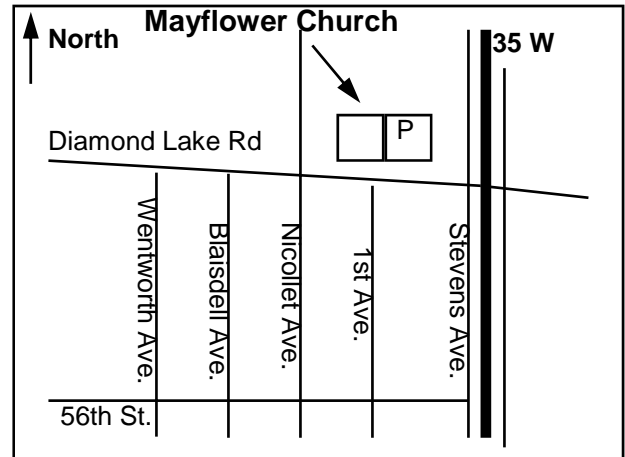 Mayflower Church
North
35 W
P
Diamond Lake Rd
Wentworth Ave.
Blaisdell Ave.
Nicollet Ave.
1st Ave.
Stevens Ave.
56th St.